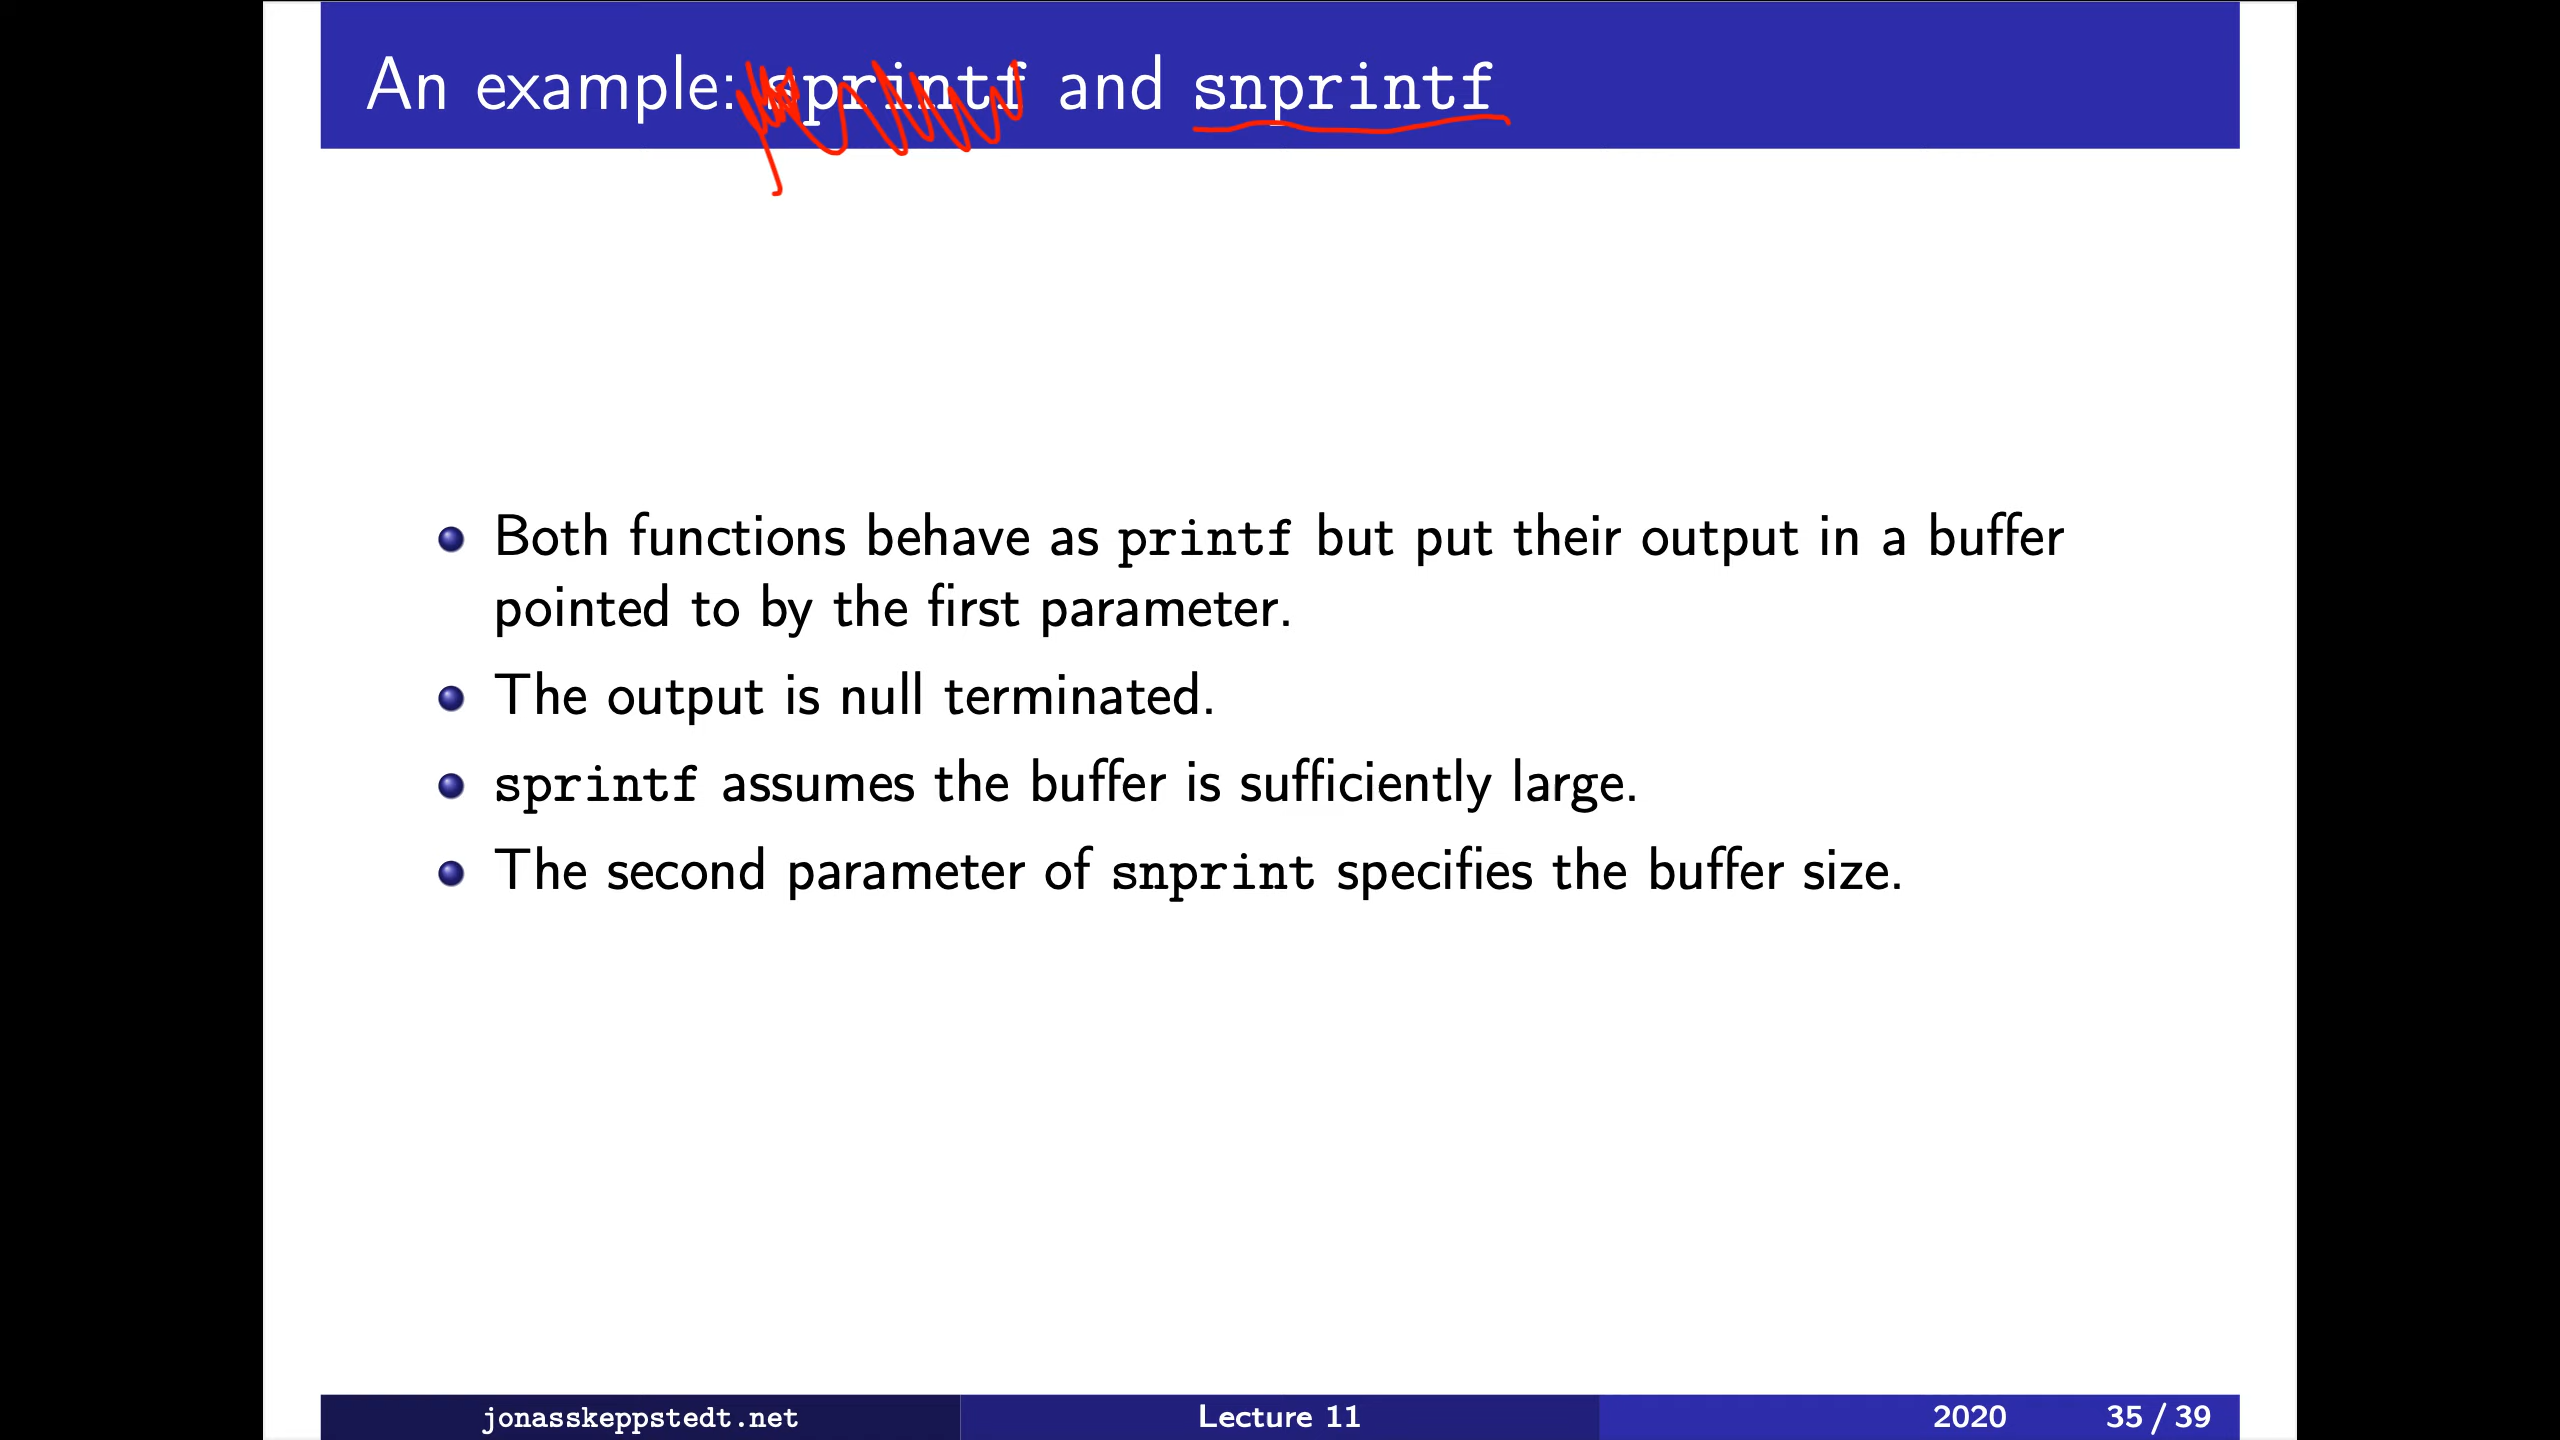 An example: sprintf and snprintf
Both functions behave as printf but put their output in a buffer
pointed to by the first parameter.
The output is null terminated.
sprintf assumes the buffer is sufficiently large.
The second parameter of snprint specifies the buffer size.
jonasskeppstedt.net Lecture 11 2020 35 / 39